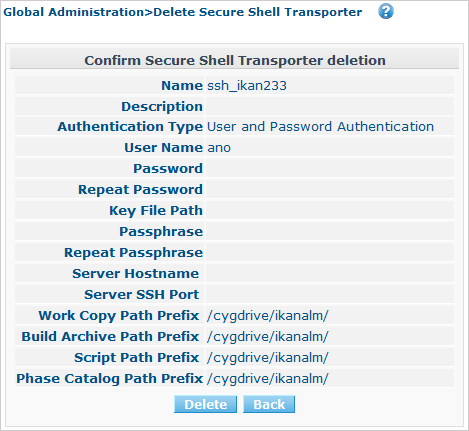 Global Administration>Delete Secure Shell Transporter ?
Confirm Secure Shell Transporter deletion
Name ssh_ikan233
Description
Authentication Type User and Password Authentication
User Name ano
Password
Repeat Password
Key File Path
Passphrase
Repeat Passphrase
Server Hostname
Server SSH Port
Work Copy Path Prefix /cygdrive/ikanalm/
Build Archive Path Prefix /cygdrive/ikanalm/
Script Path Prefix /cygdrive/ikanalm/
Phase Catalog Path Prefix /cygdrive/ikanalm/
Delete Back